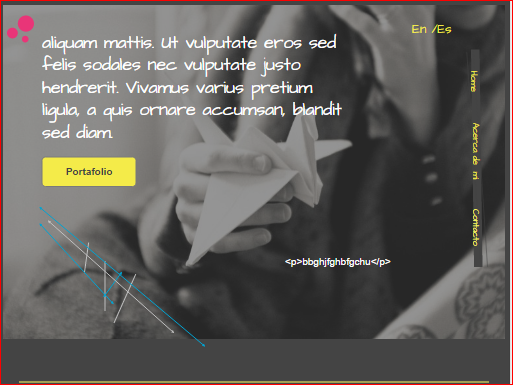 En /Es
aliquam mattis. Ut vulputate eros sed
felis sodales nec vulputate justo
hendrerit. Vivamus varius pretium
ligula, a quis ornare accumsan, blandit
sed diam.
Home
Acerca de mi
Portafolio
Contacto
<p>bbghjfghbfgchu</p>